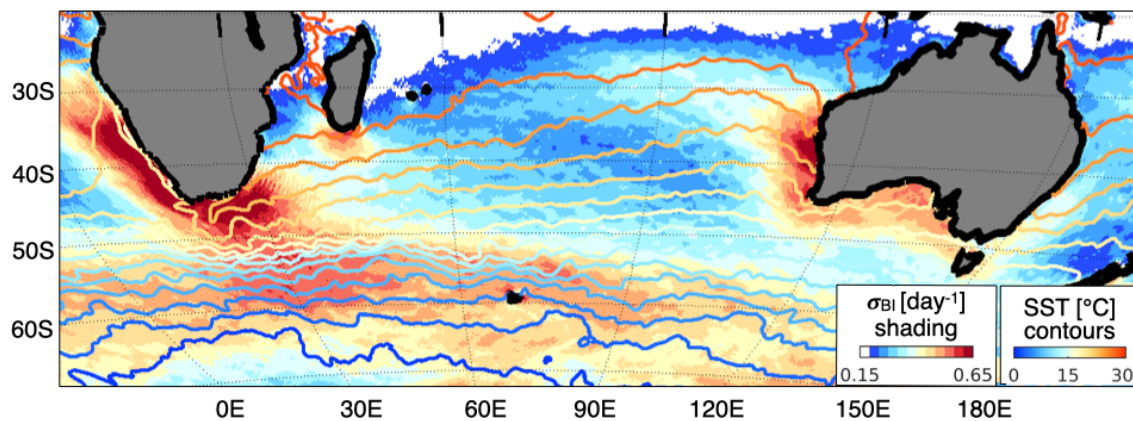 30S
40S
50S
60S
σBI [day-1]
shading
0.15 0.65
SST [°C]
contours
0 15 30
0E 30E 60E 90E 120E 150E 180E